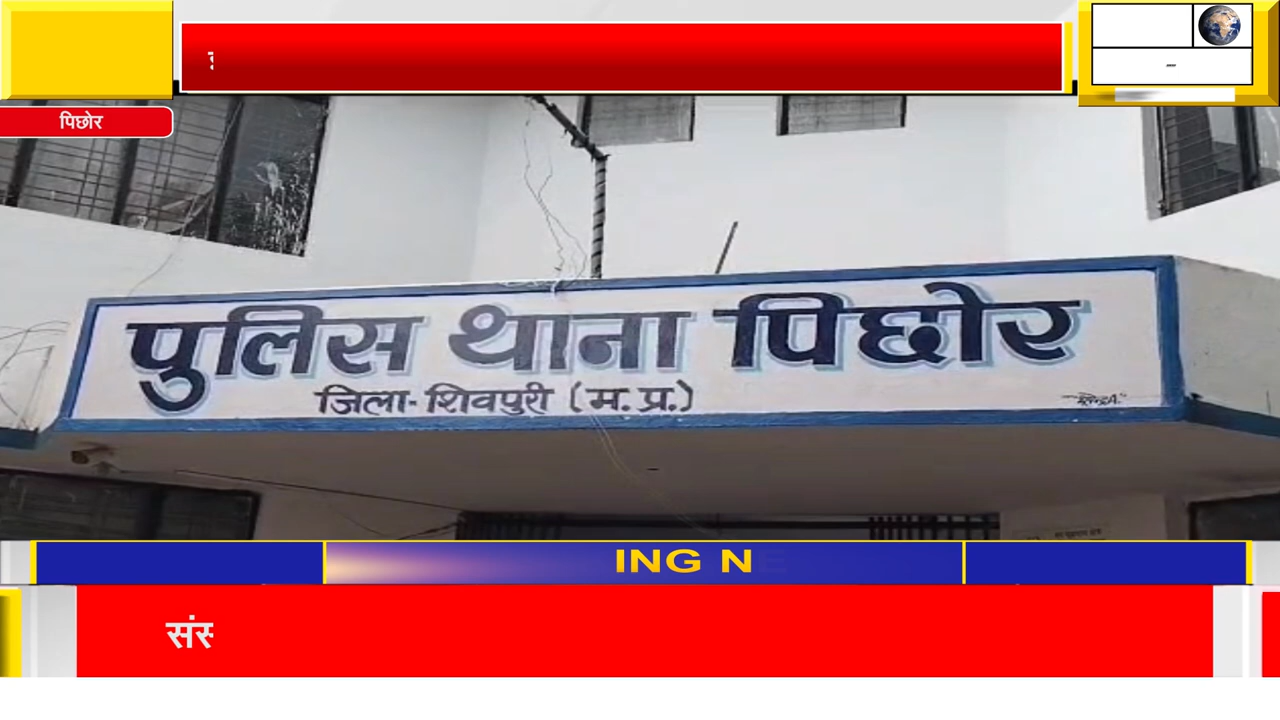 पिछोर
पुलिस थाना पिछोर
जिला- शिवपुरी (म. प्र.)
ING N